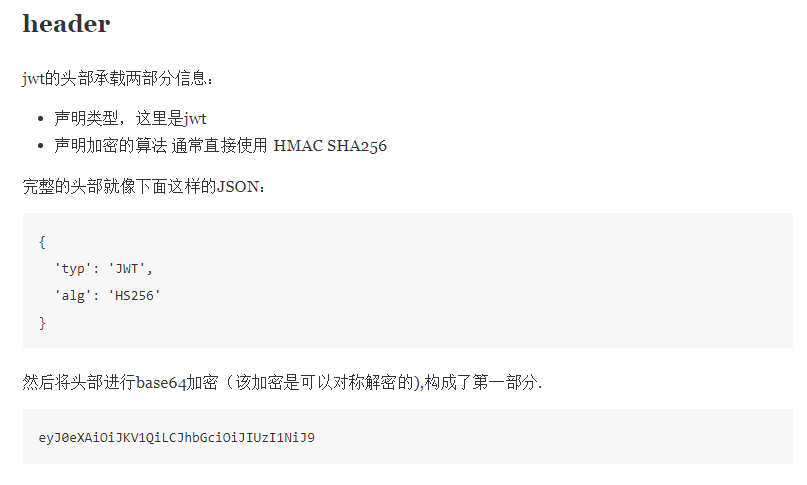 header
jwt的头部承载两部分信息：
声明类型，这里是jwt
声明加密的算法 通常直接使用 HMAC SHA256
完整的头部就像下面这样的JSON：
{
'typ': 'JWT',
'alg': 'HS256'
}
然后将头部进行base64加密（该加密是可以对称解密的),构成了第一部分.
eyJ0eXAiOiJKV1QiLCJhbGciOiJIUzI1NiJ9